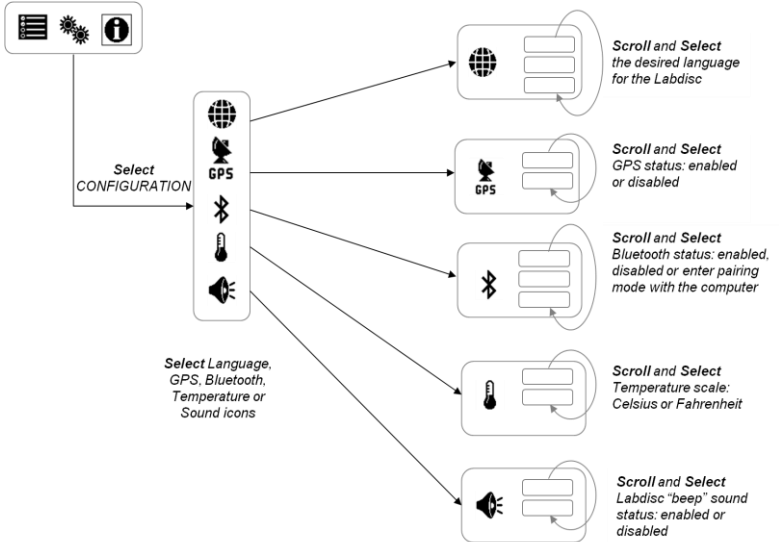 Scroll and Select
the desired language
for the Labdisc
GPS
Select
CONFIGURATION
Scroll and Select
GPS status: enabled
or disabled
GPS
Scroll and Select
Bluetooth status: enabled,
disabled or enter pairing
mode with the computer
Select Language,
GPS, Bluetooth,
Temperature or
Sound icons
Scroll and Select
Temperature scale:
Celsius or Fahrenheit
Scroll and Select
Labdisc “beep” sound
status: enabled or
disabled